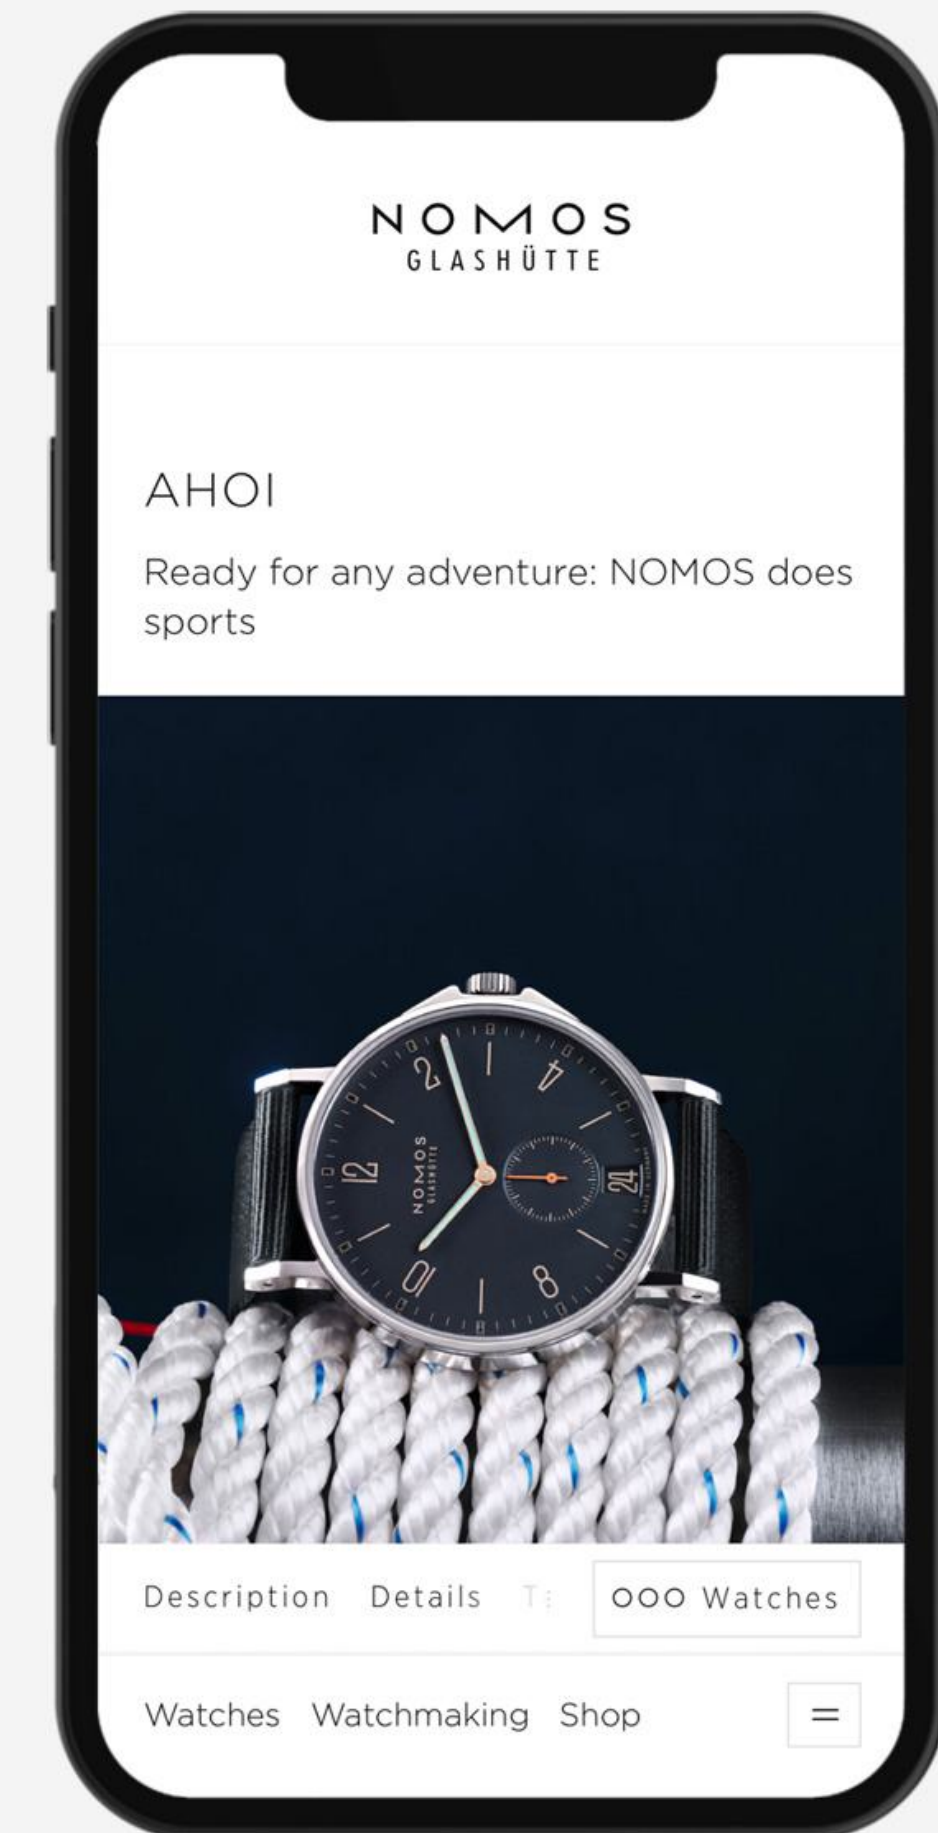 NOMOS
GLASHÜTTE
AHOI
Ready for any adventure: NOMOS does
sports
2
4
12
NOMOS
GLASHÜTTE
24
10
8
Description Details OOO Watches
Watches Watchmaking Shop